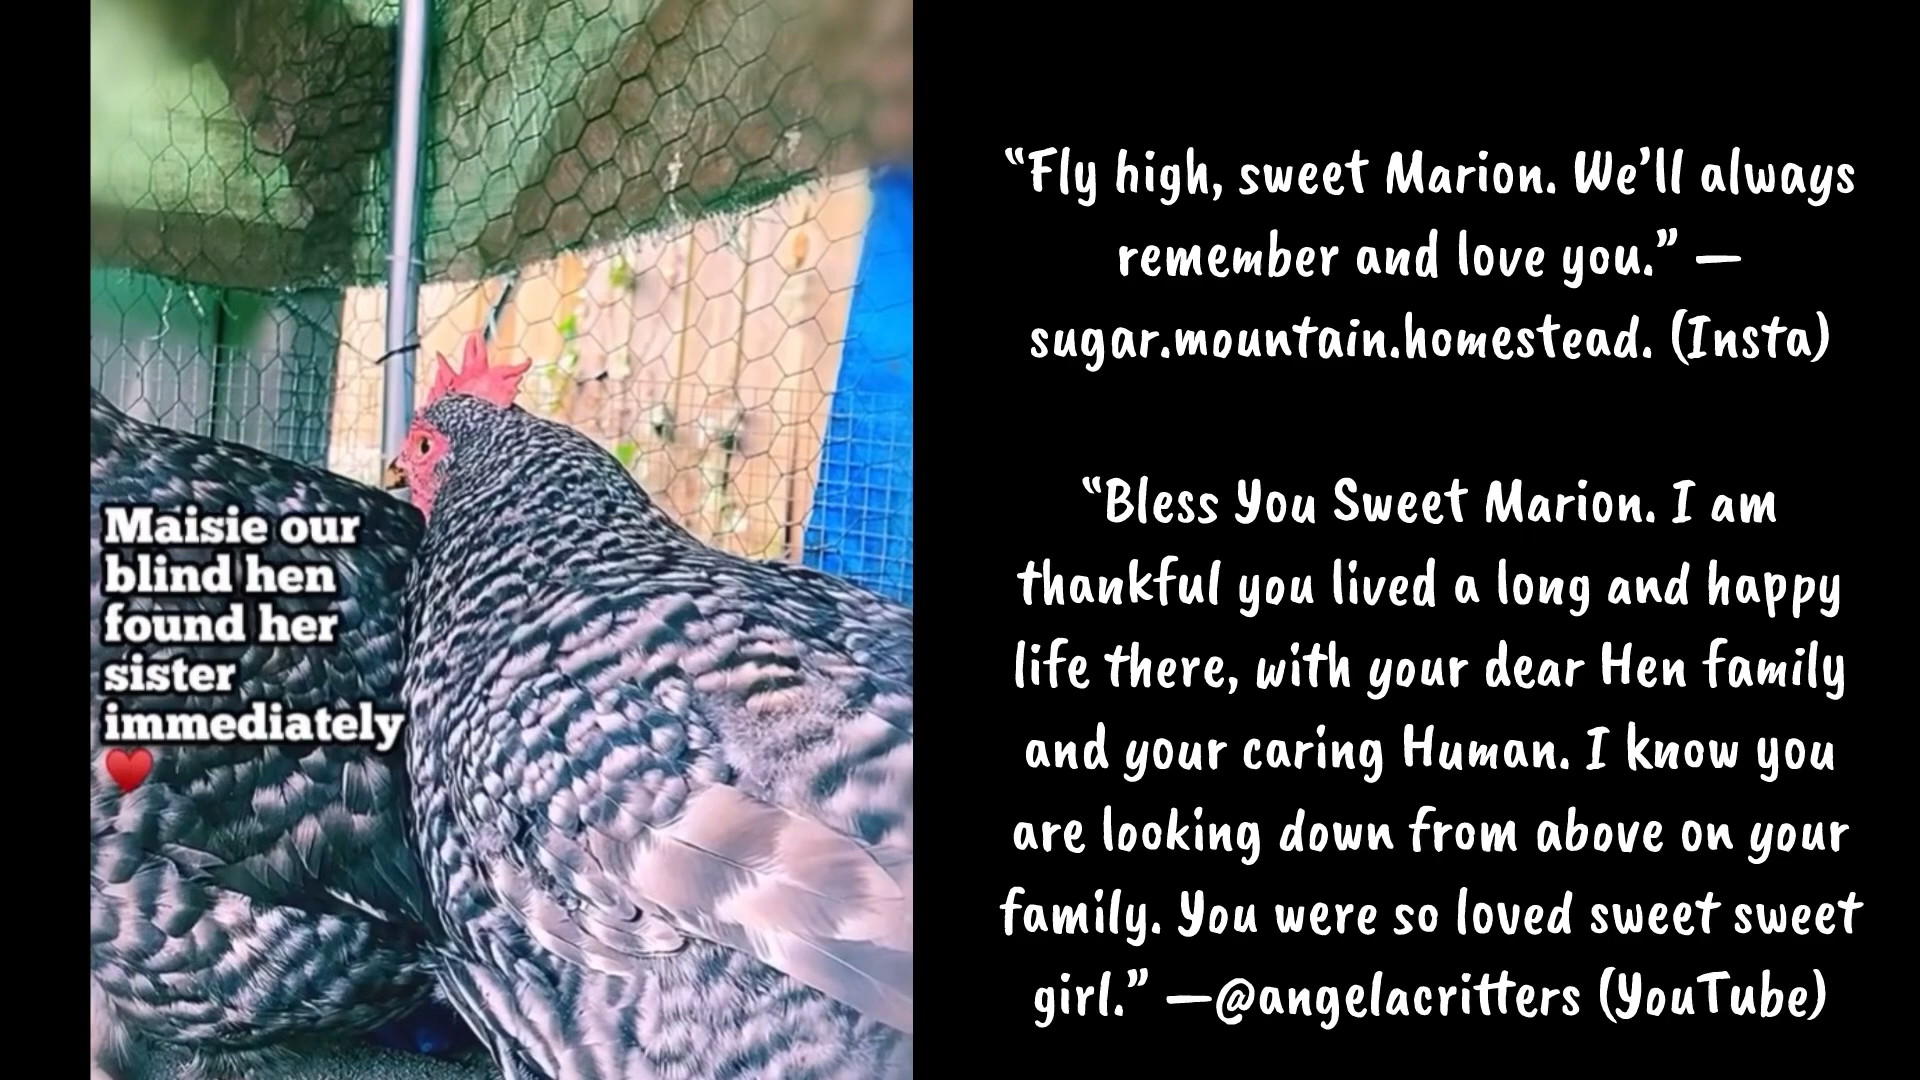 Maisie our
blind hen
found her
sister
immediately
❤️
“Fly high, sweet Marion. We’ll always
remember and love you.” —
sugar.mountain.homestead. (Insta)
“Bless You Sweet Marion. I am
thankful you lived a long and happy
life there, with your dear Hen family
and your caring Human. I know you
are looking down from above on your
family. You were so loved sweet sweet
girl.” —@angelacritters (YouTube)